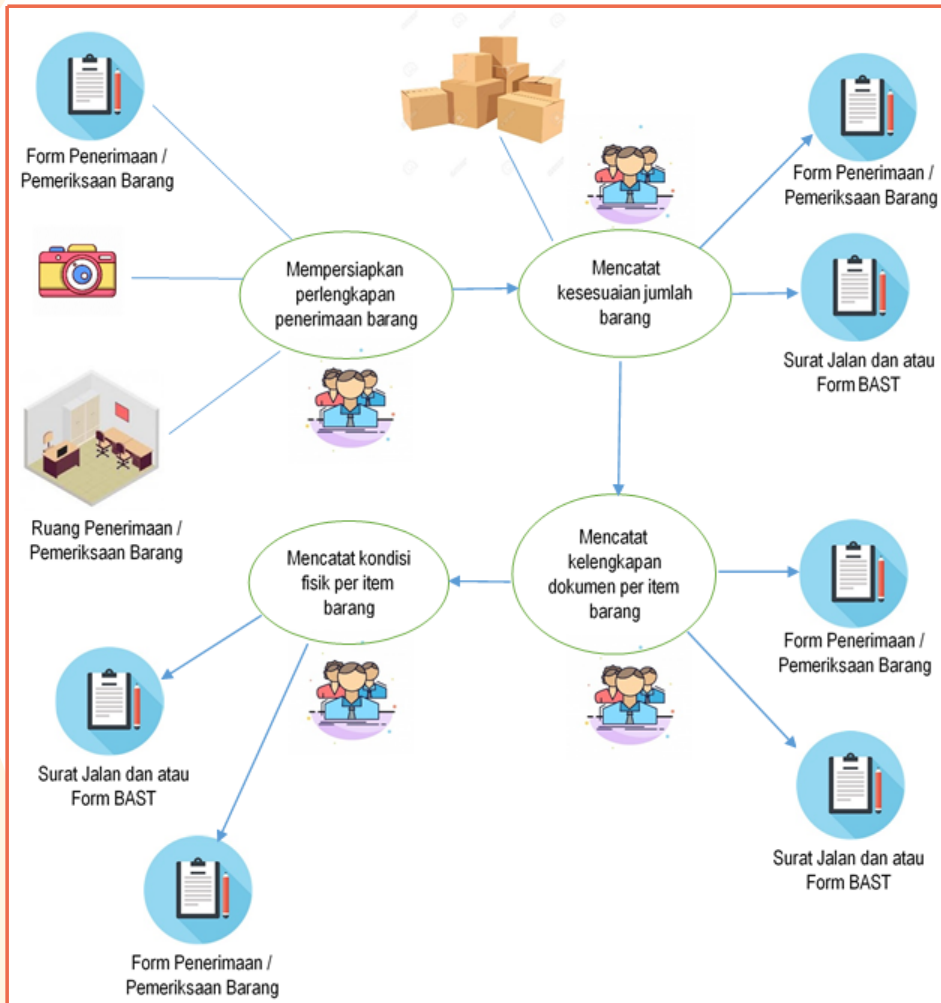 Form Penerimaan /
Pemeriksaan Barang
Form Penerimaan /
Pemeriksaan Barang
Mempersiapkan
perlengkapan
penerimaan barang
Mencatat
kesesuaian jumlah
barang
Surat Jalan dan atau
Form BAST
Ruang Penerimaan /
Pemeriksaan Barang
Mencatat kondisi
fisik per item
barang
Mencatat
kelengkapan
dokumen per item
barang
Form Penerimaan /
Pemeriksaan Barang
Surat Jalan dan atau
Form BAST
Surat Jalan dan atau
Form BAST
Form Penerimaan /
Pemeriksaan Barang